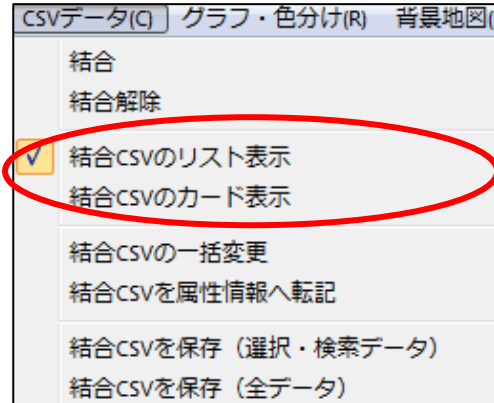 CSVデータ(C) グラフ・色分け(R) 背景地図(
結合
結合解除
結合CSVのリスト表示
結合CSVのカード表示
結合CSVの一括変更
結合CSVを属性情報へ転記
結合CSVを保存（選択・検索データ）
結合CSVを保存（全データ）